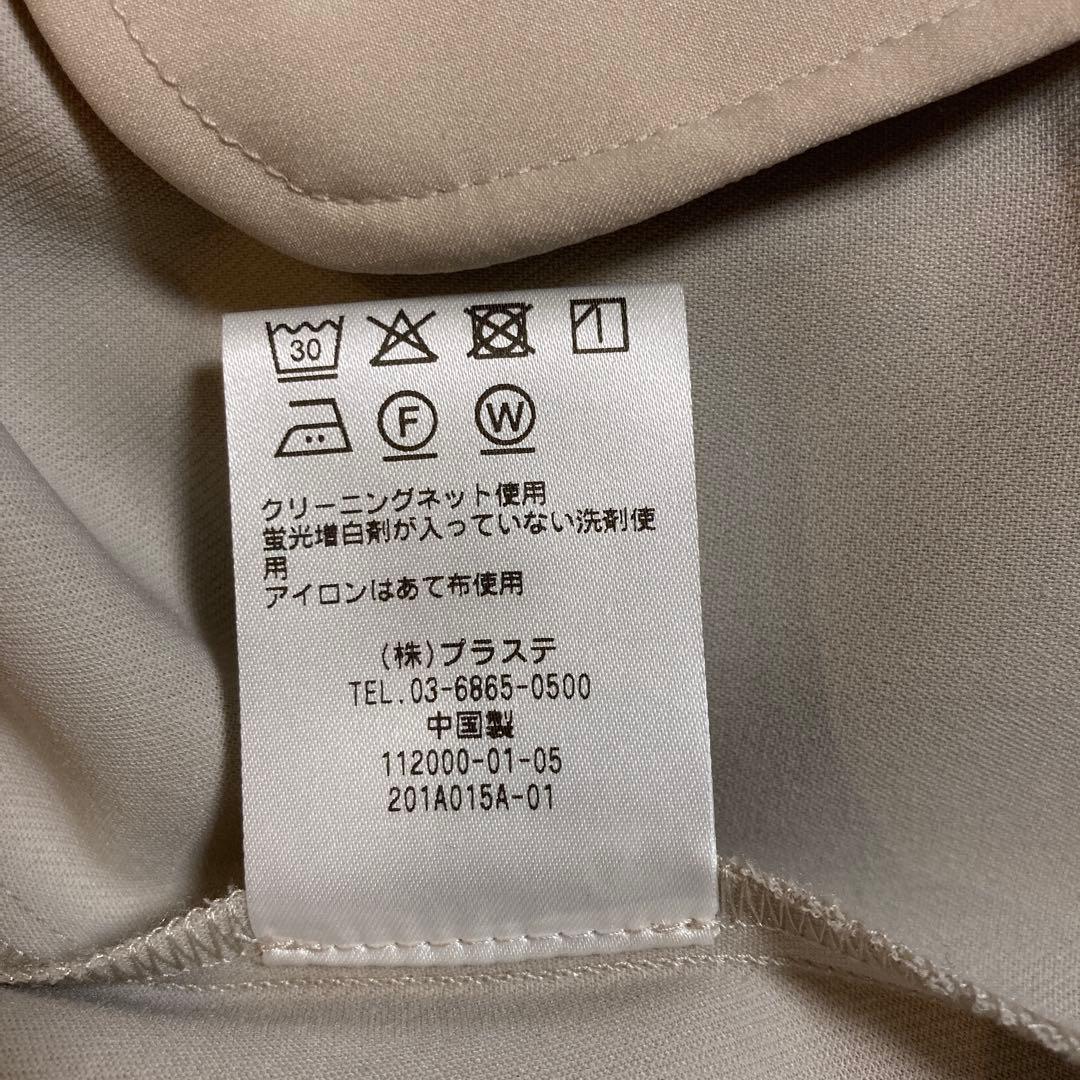 30
F W
クリーニングネット使用
蛍光増白剤が入っていない洗剤使
用
アイロンはあて布使用
(株)プラステ
TEL.03-6865-0500
中国製
112000-01-05
201A015A-01